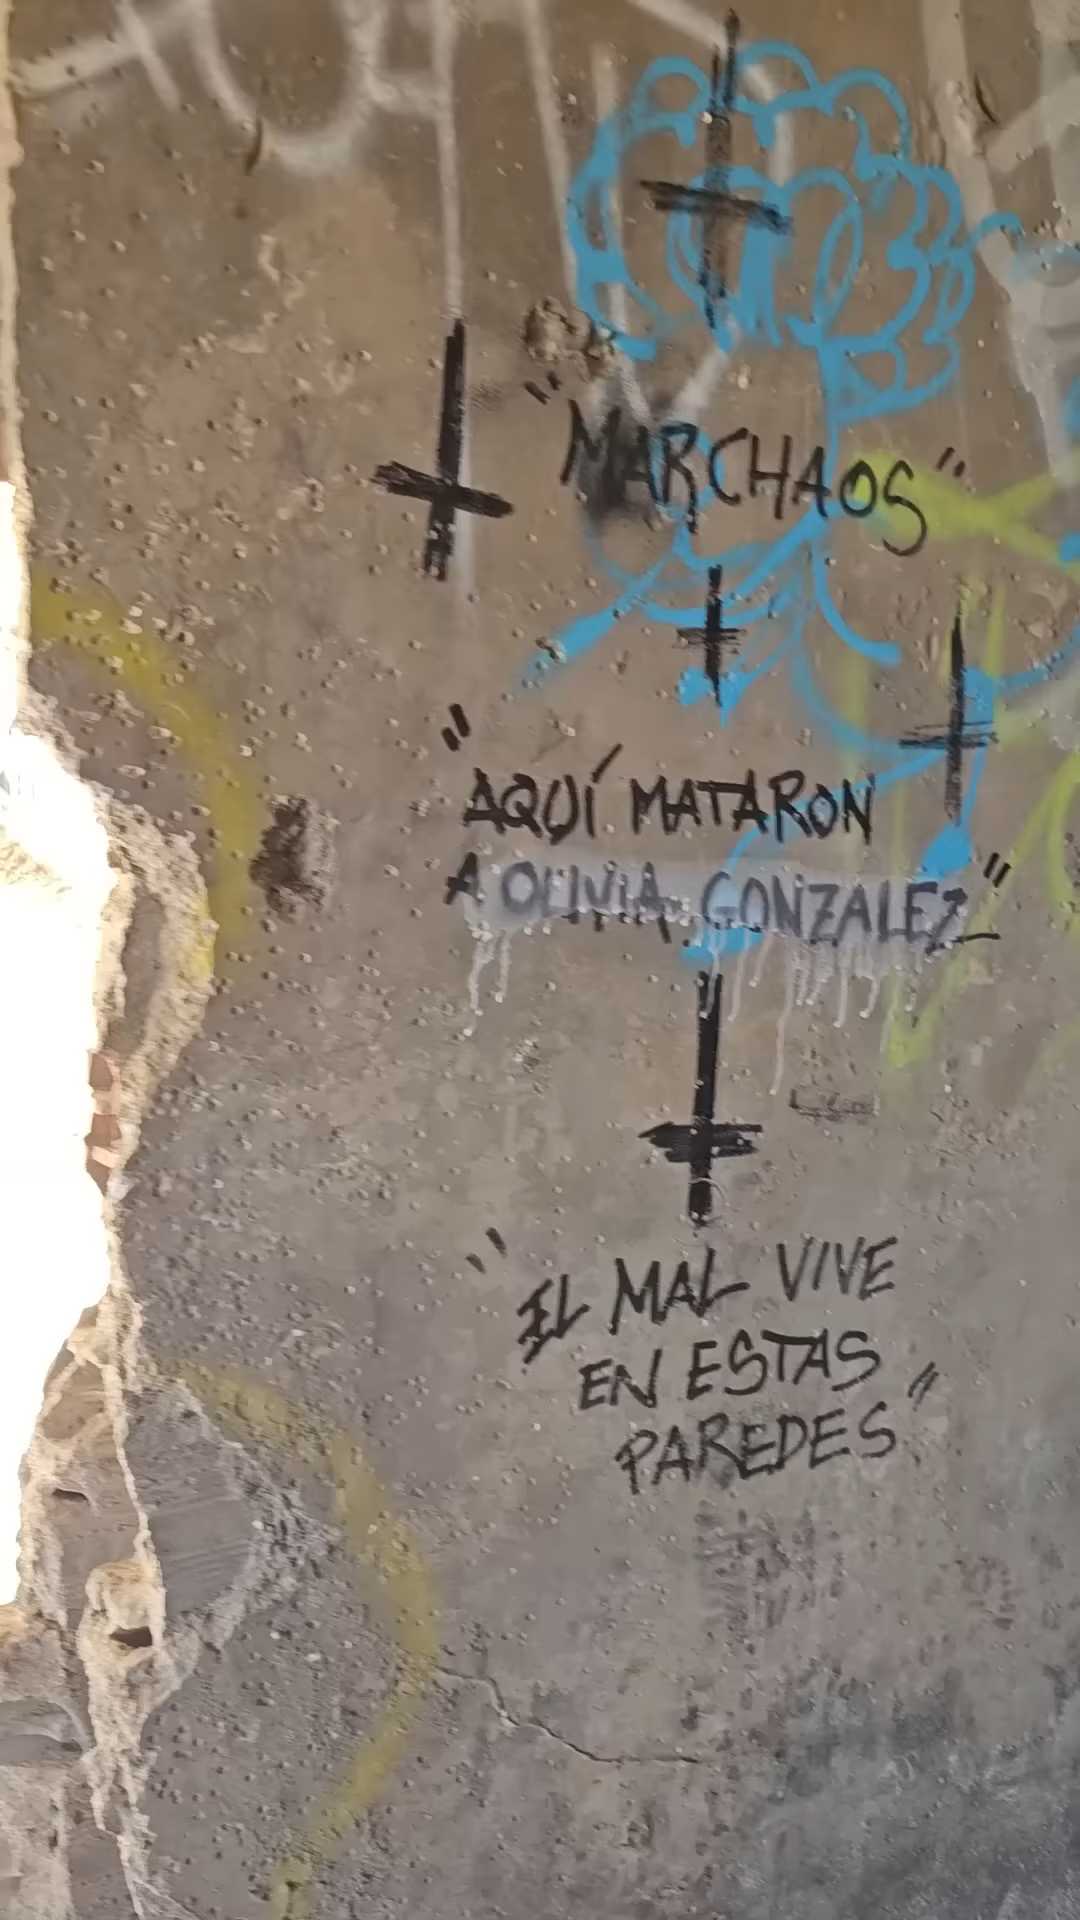 "MARCHAOS"
"AQUÍ MATARON
A OLIVIA GONZALEZ"
"EL MAL VIVE
EN ESTAS
PAREDES"